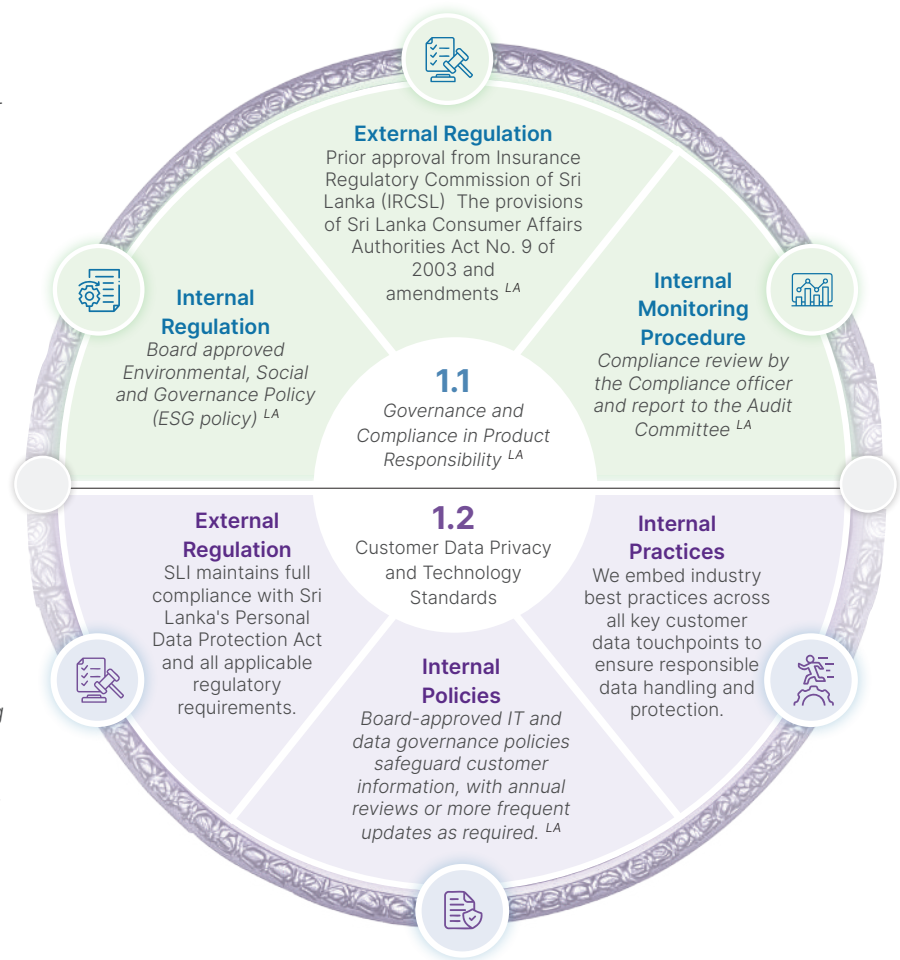 External Regulation
Prior approval from Insurance
Regulatory Commission of Sri
Lanka (IRCSL)  The provisions
of Sri Lanka Consumer Affairs
Authorities Act No. 9 of
2003 and
amendments LA
Internal
Regulation
Board approved
Environmental, Social
and Governance Policy
(ESG policy) LA
Internal
Monitoring
Procedure
Compliance review by
the Compliance officer
and report to the Audit
Committee LA
1.1
Governance and
Compliance in Product
Responsibility LA
1.2
Customer Data Privacy
and Technology
Standards
External
Regulation
SLI maintains full
compliance with Sri
Lanka's Personal
Data Protection Act
and all applicable
regulatory
requirements.
Internal
Policies
Board-approved IT and
data governance policies
safeguard customer
information, with annual
reviews or more frequent
updates as required. LA
Internal
Practices
We embed industry
best practices across
all key customer
data touchpoints to
ensure responsible
data handling and
protection.